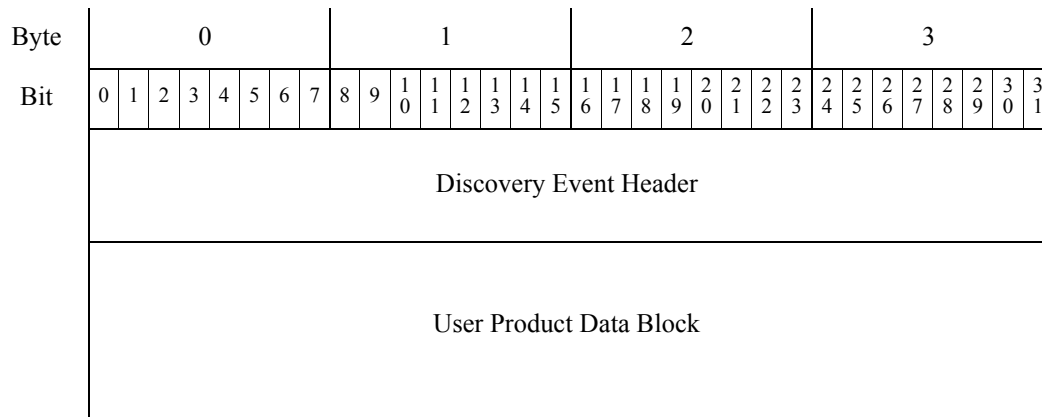 Byte 0 1 2 3
Bit 0 1 2 3 4 5 6 7 8 9 10 11 12 13 14 15 16 17 18 19 20 21 22 23 24 25 26 27 28 29 30 31
Discovery Event Header
User Product Data Block